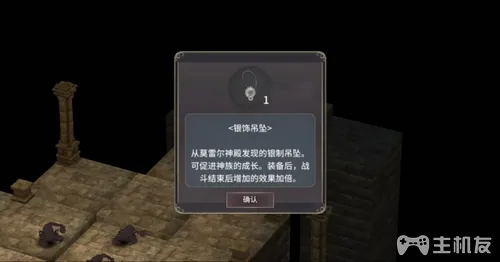 1
<银饰吊坠>
从莫雷尔神殿发现的银制吊坠。
可促进神族的成长。装备后，战
斗结束后增加的效果加倍。
确认
主机友